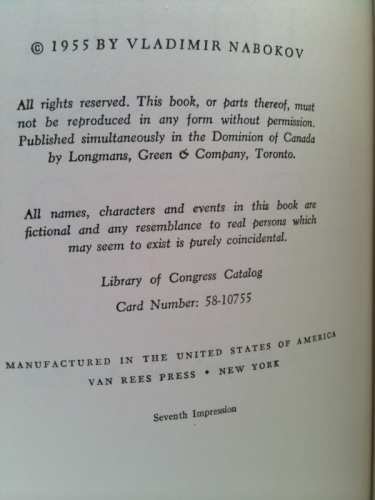 © 1955 BY VLADIMIR NABOKOV
All rights reserved. This book, or parts thereof, must
not be reproduced in any form without permission.
Published simultaneously in the Dominion of Canada
by Longmans, Green & Company, Toronto.
All names, characters and events in this book are
fictional and any resemblance to real persons which
may seem to exist is purely coincidental.
Library of Congress Catalog
Card Number: 58-10755
MANUFACTURED IN THE UNITED STATES OF AMERICA
VAN REES PRESS • NEW YORK
Seventh Impression